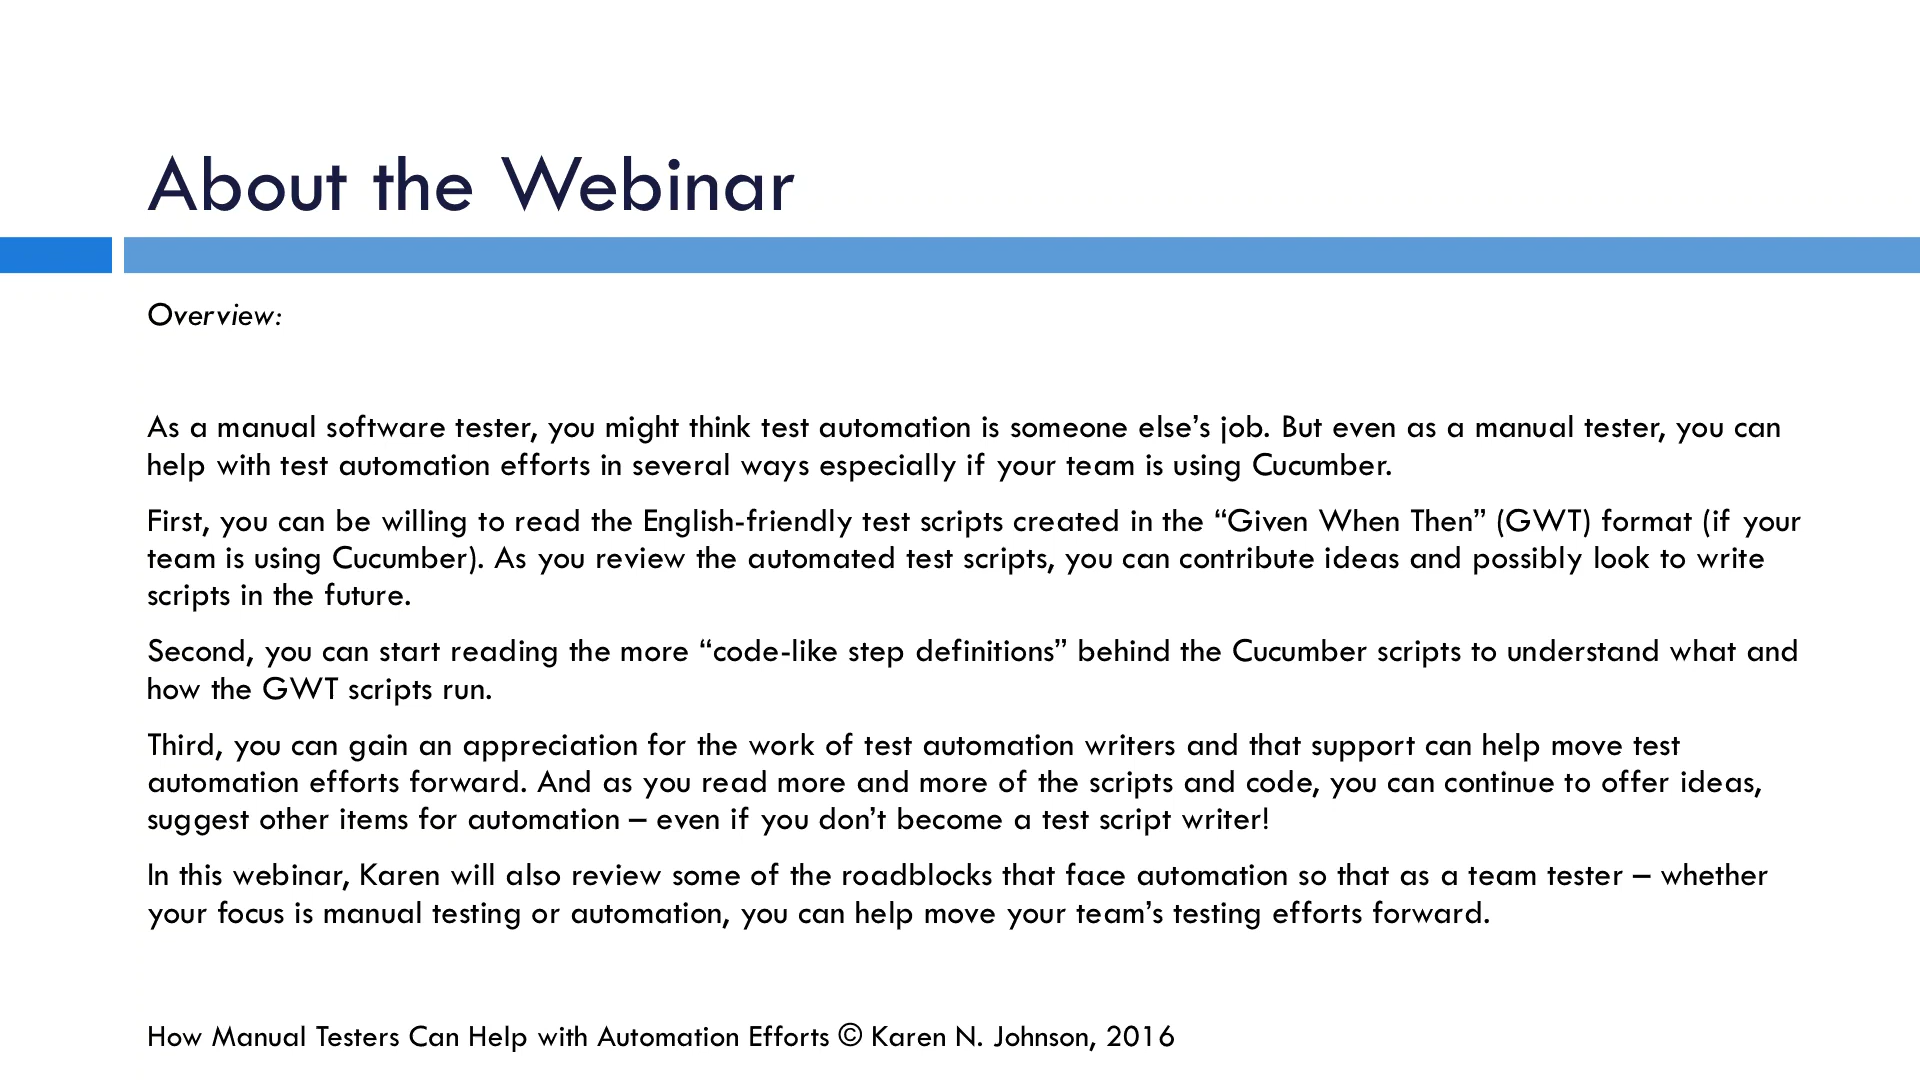 About the Webinar
Overview:
As a manual software tester, you might think test automation is someone else’s job. But even as a manual tester, you can
help with test automation efforts in several ways especially if your team is using Cucumber.
First, you can be willing to read the English-friendly test scripts created in the “Given When Then” (GWT) format (if your
team is using Cucumber). As you review the automated test scripts, you can contribute ideas and possibly look to write
scripts in the future.
Second, you can start reading the more “code-like step definitions” behind the Cucumber scripts to understand what and
how the GWT scripts run.
Third, you can gain an appreciation for the work of test automation writers and that support can help move test
automation efforts forward. And as you read more and more of the scripts and code, you can continue to offer ideas,
suggest other items for automation – even if you don’t become a test script writer!
In this webinar, Karen will also review some of the roadblocks that face automation so that as a team tester – whether
your focus is manual testing or automation, you can help move your team’s testing efforts forward.
How Manual Testers Can Help with Automation Efforts © Karen N. Johnson, 2016